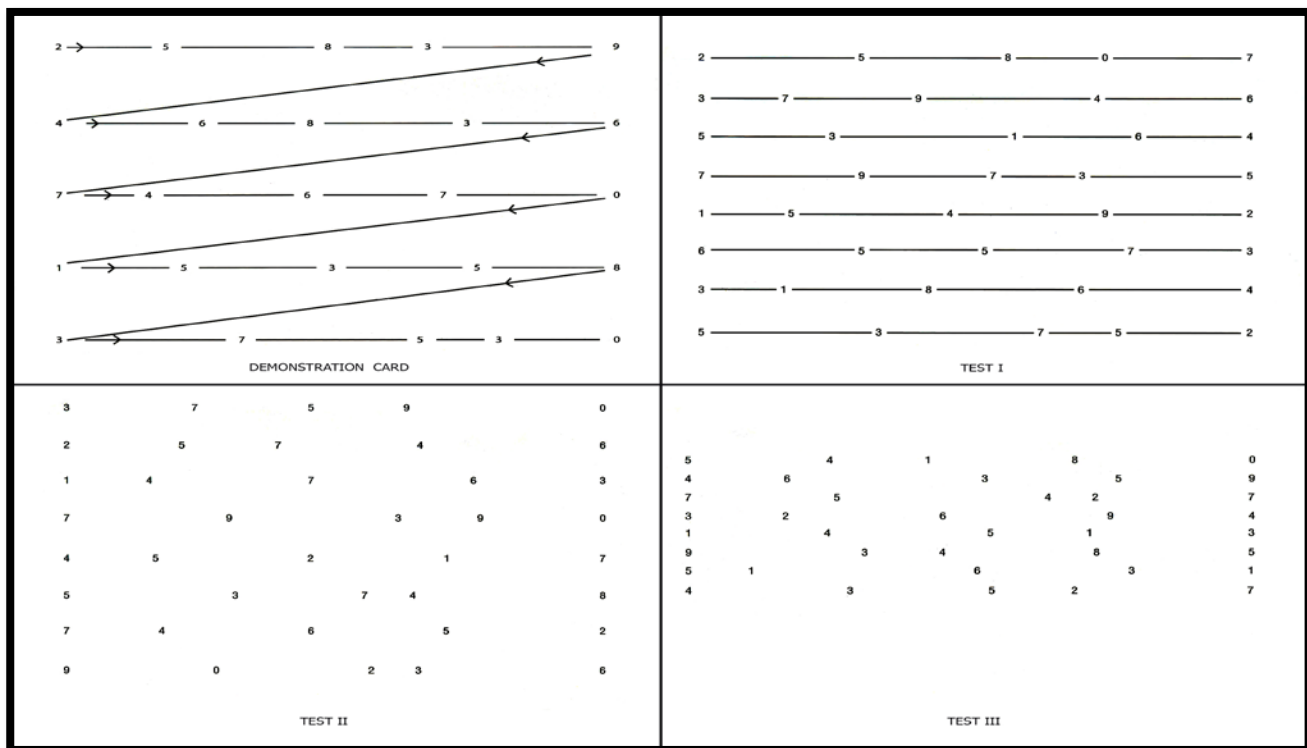 2 5 8 3 9
4 6 8 3 6
7 4 6 7 0
1 5 3 5 8
3 7 5 3 0
DEMONSTRATION CARD
2 5 8 0 7
3 7 9 4 6
5 3 1 6 4
7 9 7 3 5
1 5 4 9 2
6 5 5 7 3
3 1 8 6 4
5 3 7 5 2
TEST I
3 7 5 9 0
2 5 7 4 6
1 4 7 6 3
7 9 3 9 0
4 5 2 1 7
5 3 7 4 8
7 4 6 5 2
9 0 2 3 6
TEST II
5 4 1 8 0
4 6 3 5 9
7 5 4 2 7
3 2 6 9 4
1 4 5 1 3
9 3 4 8 5
5 1 6 3 1
4 3 5 2 7
TEST III